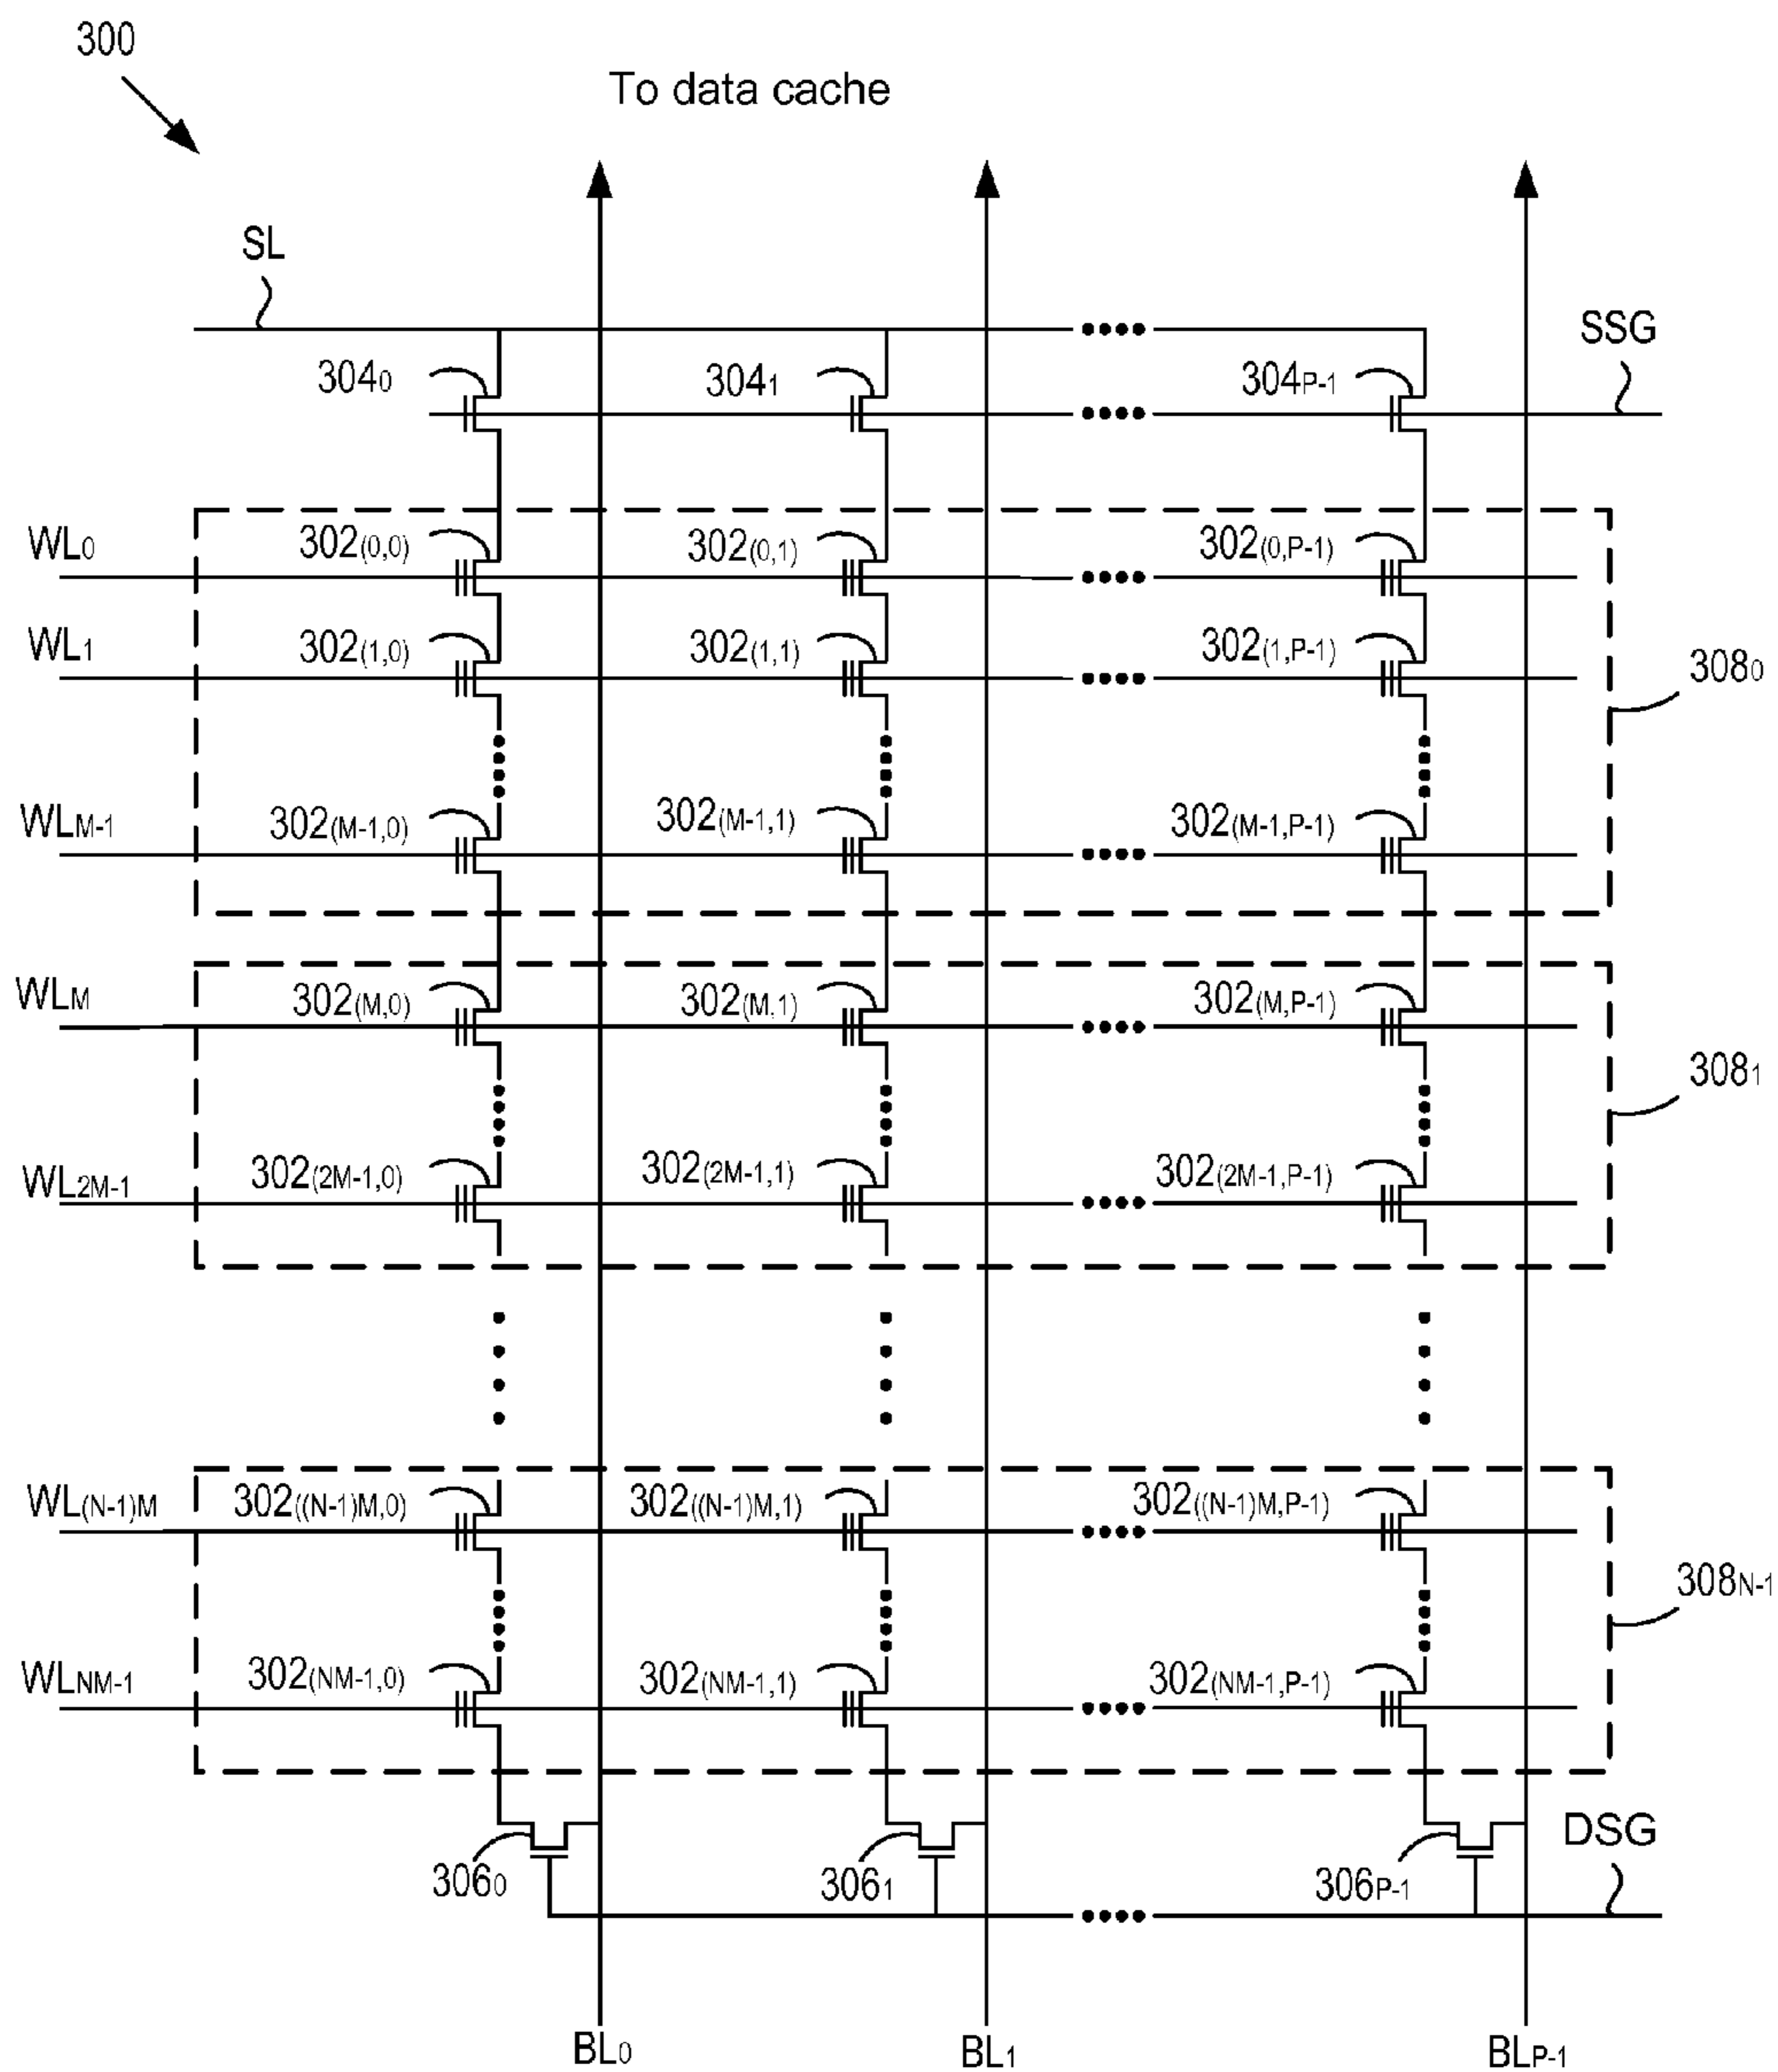 300
To data cache
SL
SSG
304₀ 304₁ 304P-1
WL₀ 302(0,0) 302(0,1) 302(0,P-1)
WL₁ 302(1,0) 302(1,1) 302(1,P-1)
308₀
WLM-1 302(M-1,0) 302(M-1,1) 302(M-1,P-1)
WLM 302(M,0) 302(M,1) 302(M,P-1)
308₁
WL2M-1 302(2M-1,0) 302(2M-1,1) 302(2M-1,P-1)
WL(N-1)M 302((N-1)M,0) 302((N-1)M,1) 302((N-1)M,P-1)
308N-1
WLNM-1 302(NM-1,0) 302(NM-1,1) 302(NM-1,P-1)
DSG
306₀ 306₁ 306P-1
BL₀ BL₁ BLP-1